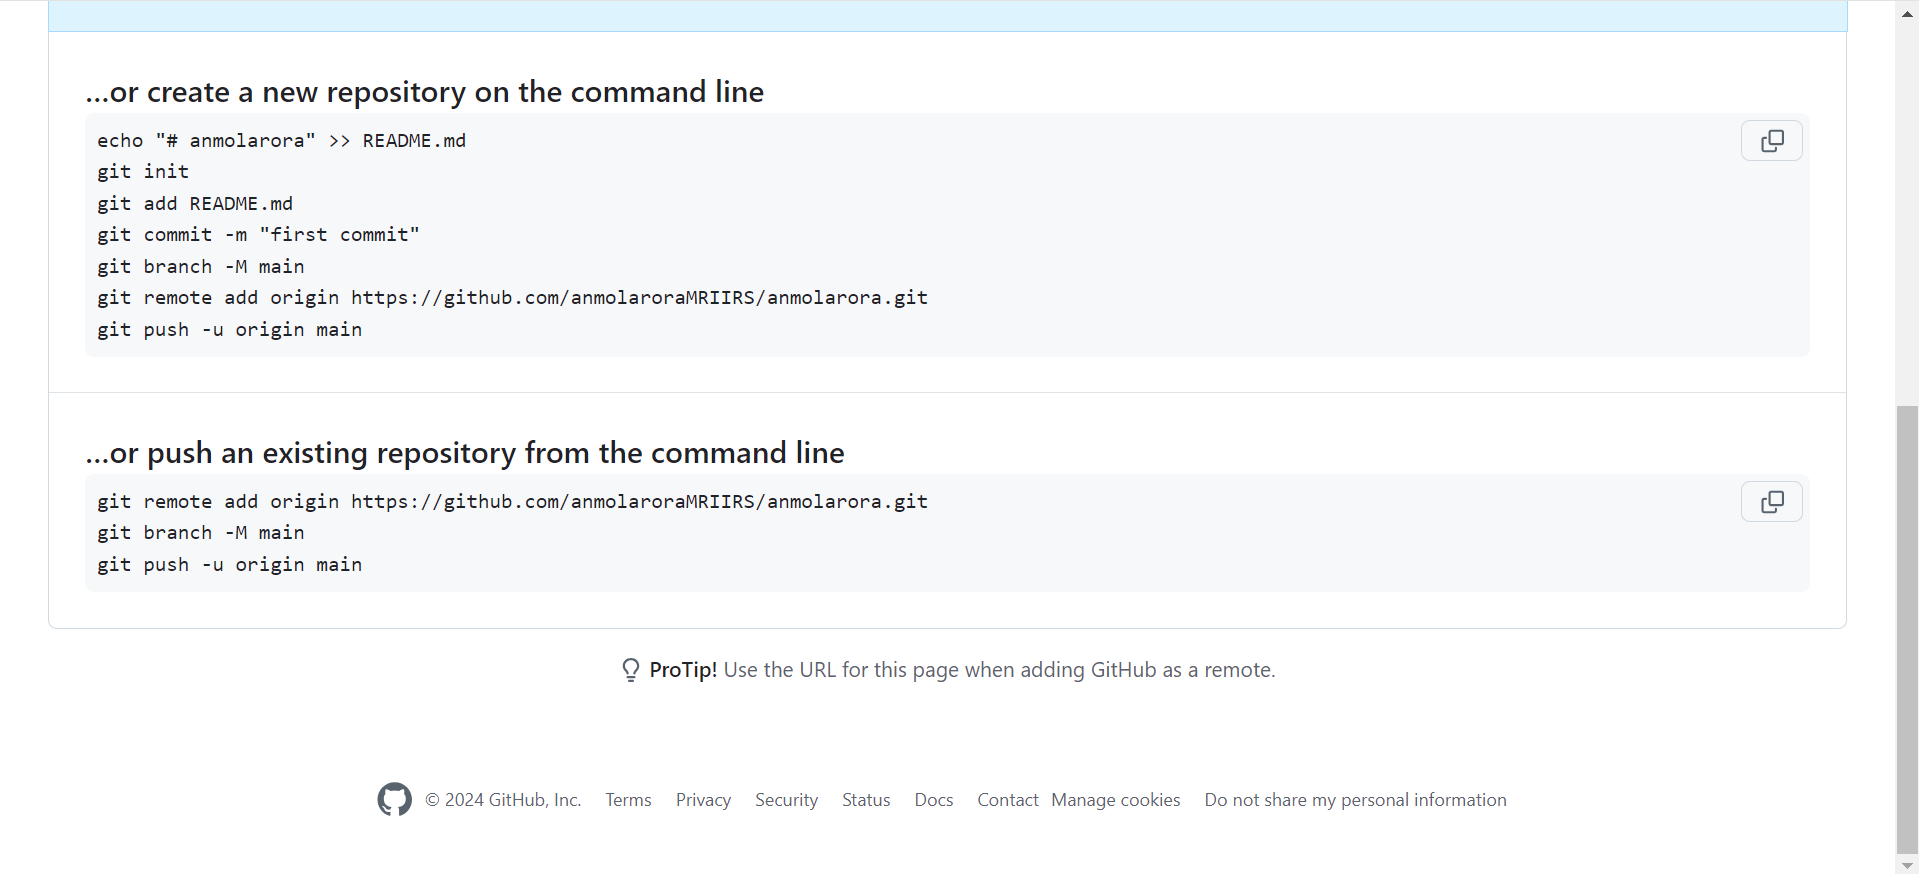 ...or create a new repository on the command line
echo "# anmolarora" >> README.md
git init
git add README.md
git commit -m "first commit"
git branch -M main
git remote add origin https://github.com/anmolaroraMRIIRS/anmolarora.git
git push -u origin main
...or push an existing repository from the command line
git remote add origin https://github.com/anmolaroraMRIIRS/anmolarora.git
git branch -M main
git push -u origin main
ProTip! Use the URL for this page when adding GitHub as a remote.
© 2024 GitHub, Inc. Terms Privacy Security Status Docs Contact Manage cookies Do not share my personal information